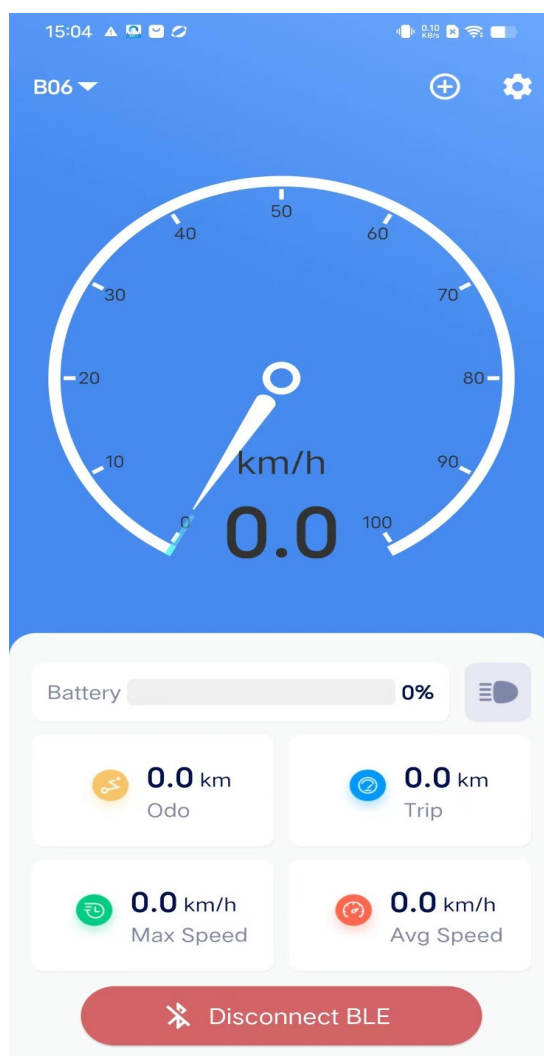 15:04 0.10 KB/s
B06
50
40 60
30 70
20 80
10 90
km/h
0 100
0.0
Battery 0%
0.0 km 0.0 km
Odo Trip
0.0 km/h 0.0 km/h
Max Speed Avg Speed
Disconnect BLE